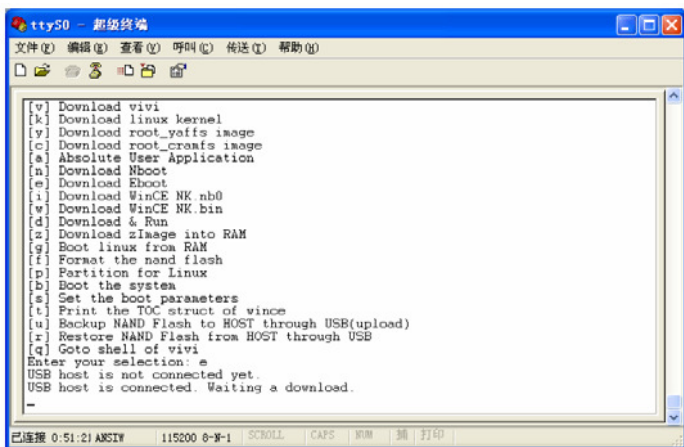 ttyS0 - 超级终端
文件(F) 编辑(E) 查看(V) 呼叫(C) 传送(T) 帮助(H)
[v] Download vivi
[k] Download linux kernel
[y] Download root_yaffs image
[c] Download root_cramfs image
[a] Absolute User Application
[n] Download Nboot
[e] Download Eboot
[i] Download WinCE NK.nb0
[w] Download WinCE NK.bin
[d] Download & Run
[z] Download zImage into RAM
[g] Boot linux from RAM
[f] Format the nand flash
[p] Partition for Linux
[b] Boot the system
[s] Set the boot parameters
[t] Print the TOC struct of wince
[u] Backup NAND Flash to HOST through USB(upload)
[r] Restore NAND Flash from HOST through USB
[q] Goto shell of vivi
Enter your selection: e
USB host is not connected yet.
USB host is connected. Waiting a download.
_
已连接 0:51:21 ANSIW 115200 8-N-1 SCROLL CAPS NUM 捕 打印